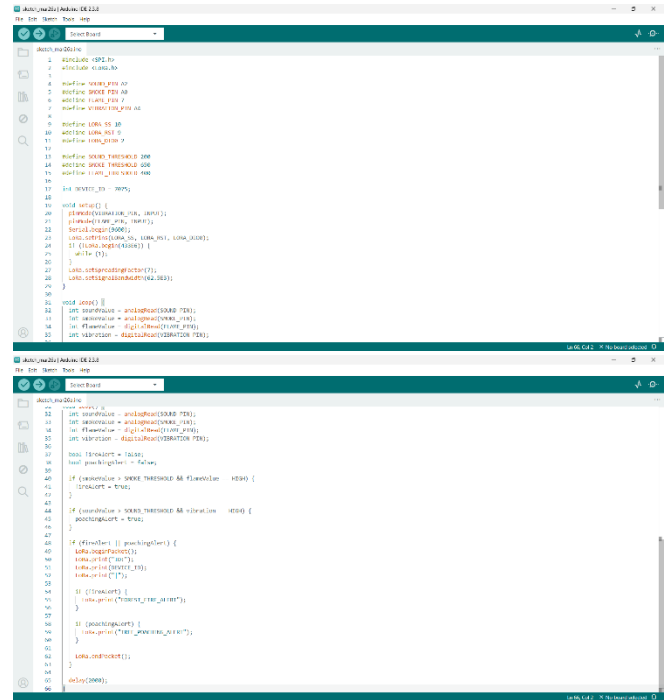 sketch_mar26a | Arduino IDE 2.3.8
File Edit Sketch Tools Help
Select Board
sketch_mar26a.ino
1 #include <SPI.h>
2 #include <LoRa.h>
3
4 #define SOUND_PIN A2
5 #define SMOKE_PIN A0
6 #define FLAME_PIN 7
7 #define VIBRATION_PIN
8
9 #define LORA_SS 10
10 #define LORA_RST 9
11 #define LORA_DIO0 2
12
13 #define SOUND_THRESHOLD 200
14 #define SMOKE_THRESHOLD
15 #define FLAME_THRESHOLD 400
16
17 int DEVICE_ID = 7025;
18
19 void setup() {
20 pinMode(VIBRATION_PIN, INPUT);
21 pinMode(FLAME_PIN, INPUT);
22 Serial.begin(9600);
23 LoRa.setPins(LORA_SS, LORA_RST, LORA_DIO0);
24 if (!LoRa.begin(433E6)) {
25 while (1);
26 }
27 LoRa.setSpreadingFactor(7);
28 LoRa.setSignalBandwidth(62.5E3);
29 }
30
31 void loop() {
32 int soundValue = analogRead(SOUND_PIN);
33 int smokeValue = analogRead(SMOKE_PIN);
34 int flameValue = digitalRead(FLAME_PIN);
35 int vibration = digitalRead(VIBRATION_PIN);
Ln 66, Col 2 × No board selected
sketch_mar26a | Arduino IDE 2.3.8
File Edit Sketch Tools Help
Select Board
sketch_mar26a.ino
void loop() {
32 int soundValue = analogRead(SOUND_PIN);
33 int smokeValue = analogRead(SMOKE_PIN);
34 int flameValue = digitalRead(FLAME_PIN);
35 int vibration = digitalRead(VIBRATION_PIN);
36
37 bool fireAlert = false;
38 bool poachingAlert = false;
39
40 if (smokeValue > SMOKE_THRESHOLD && flameValue == HIGH) {
41 fireAlert = true;
42 }
43
44 if (soundValue > SOUND_THRESHOLD && vibration == HIGH) {
45 poachingAlert = true;
46 }
47
48 if (fireAlert || poachingAlert) {
49 LoRa.beginPacket();
50 LoRa.print(
51 LoRa.print(DEVICE_ID);
52 LoRa.print("|");
53
54 if (fireAlert) {
55 LoRa.print("FOREST_FIRE_ALERT");
56 }
57
58 if (poachingAlert) {
59 LoRa.print("TREE_POACHING_ALERT");
60 }
61
62 LoRa.endPacket();
63 }
64
65 delay(2000);
66 }
Ln 66, Col 2 × No board selected